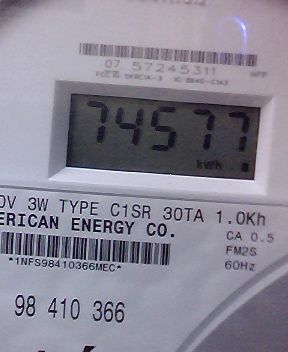 07 57245311
74577
kWh
0V 3W TYPE C1SR 30TA 1.0Kh
ERICAN ENERGY CO.
CA 0.5
FM2S
60Hz
*1NFS98410366MEC*
98 410 366